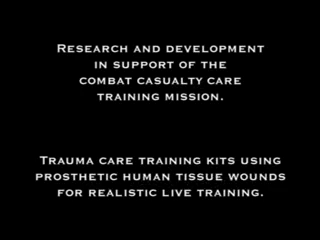 Research and development
in support of the
combat casualty care
training mission.
Trauma care training kits using
prosthetic human tissue wounds
for realistic live training.